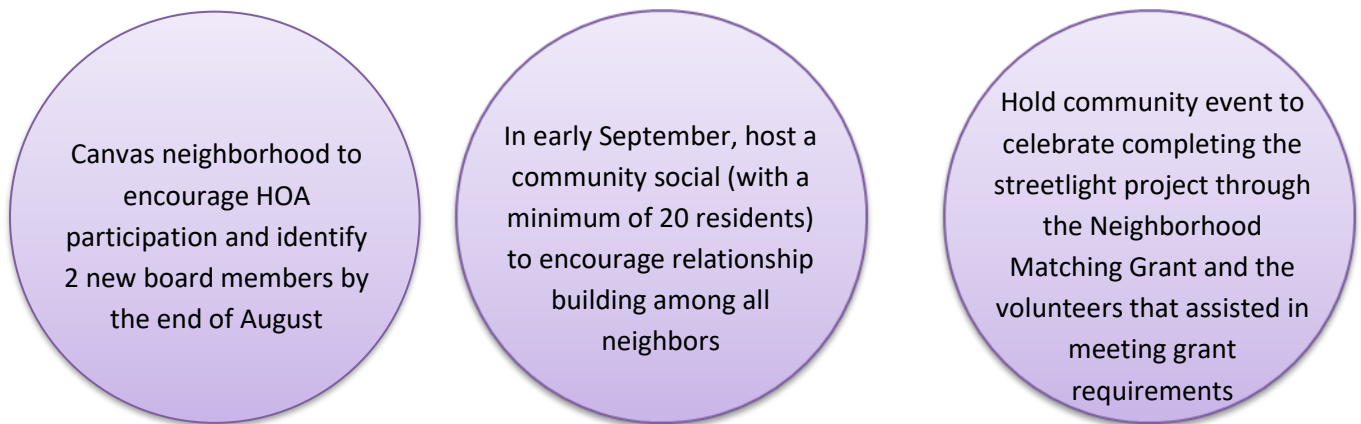 Canvas neighborhood to
encourage HOA
participation and identify
2 new board members by
the end of August
In early September, host a
community social (with a
minimum of 20 residents)
to encourage relationship
building among all
neighbors
Hold community event to
celebrate completing the
streetlight project through
the Neighborhood
Matching Grant and the
volunteers that assisted in
meeting grant
requirements